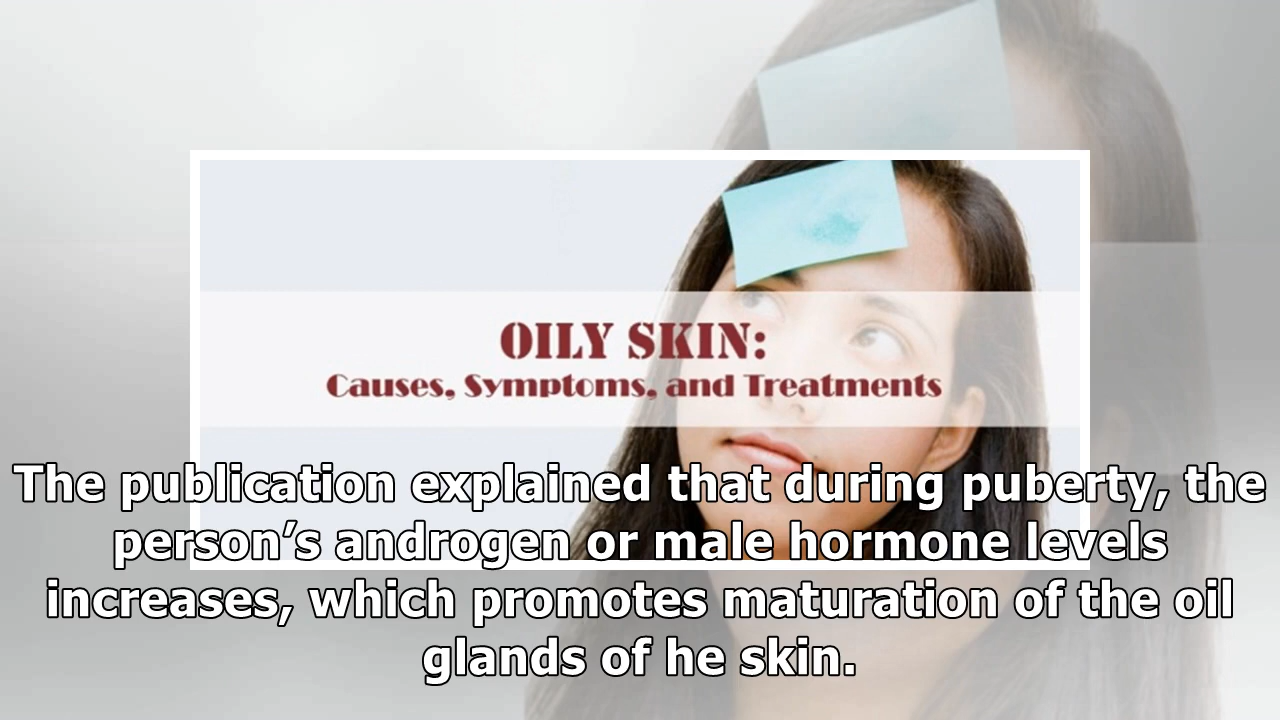 OILY SKIN:
Causes, Symptoms, and Treatments
The publication explained that during puberty, the
person’s androgen or male hormone levels
increases, which promotes maturation of the oil
glands of he skin.